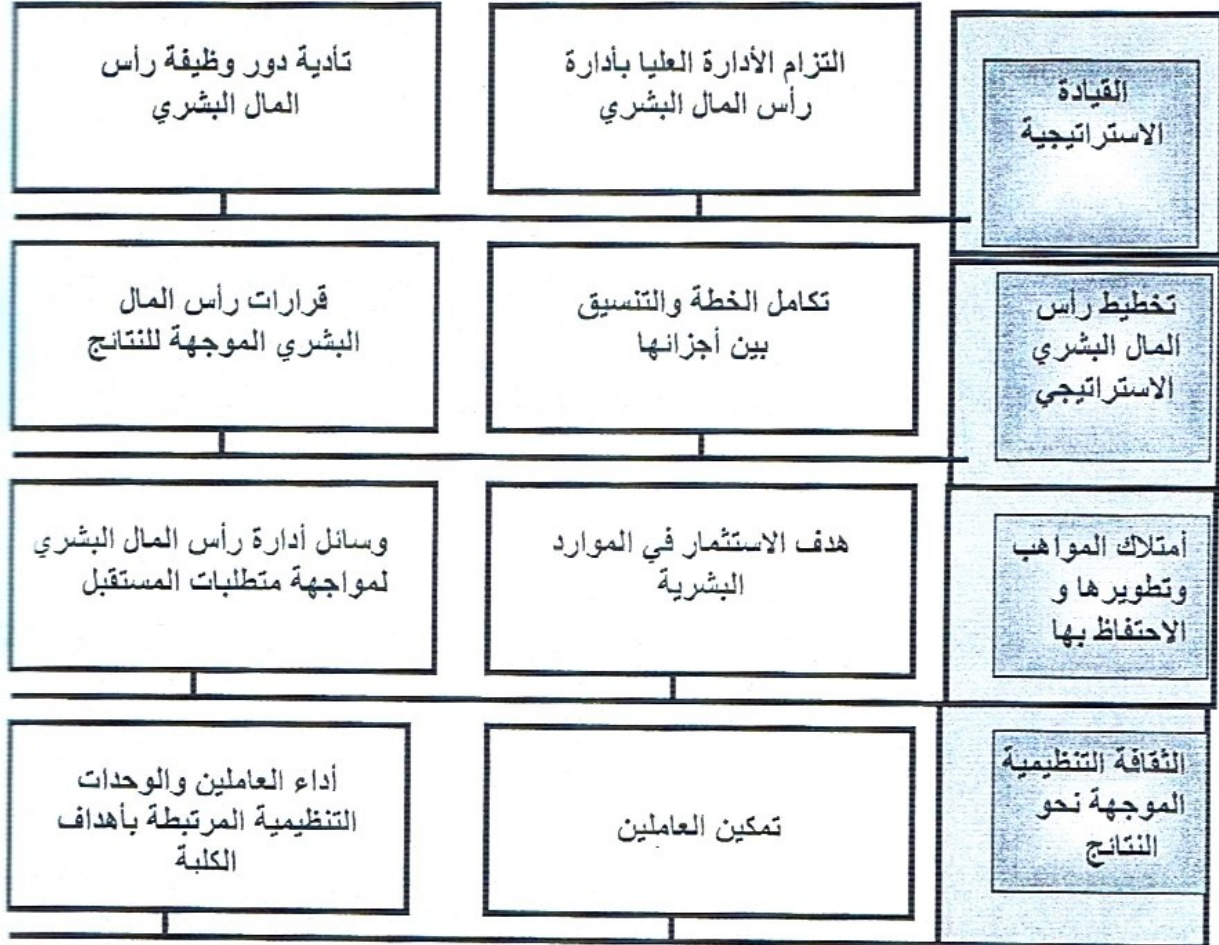 القيادة
الاستراتيجية
التزام الأدارة العليا بأدارة
رأس المال البشري
تأدية دور وظيفة رأس
المال البشري
تخطيط رأس
المال البشري
الاستراتيجي
تكامل الخطة والتنسيق
بين أجزائها
قرارات رأس المال
البشري الموجهة للنتائج
أمتلاك المواهب
وتطويرها و
الاحتفاظ بها
هدف الاستثمار في الموارد
البشرية
وسائل أدارة رأس المال البشري
لمواجهة متطلبات المستقبل
الثقافة التنظيمية
الموجهة نحو
النتائج
تمكين العاملين
أداء العاملين والوحدات
التنظيمية المرتبطة بأهداف
الكلبة